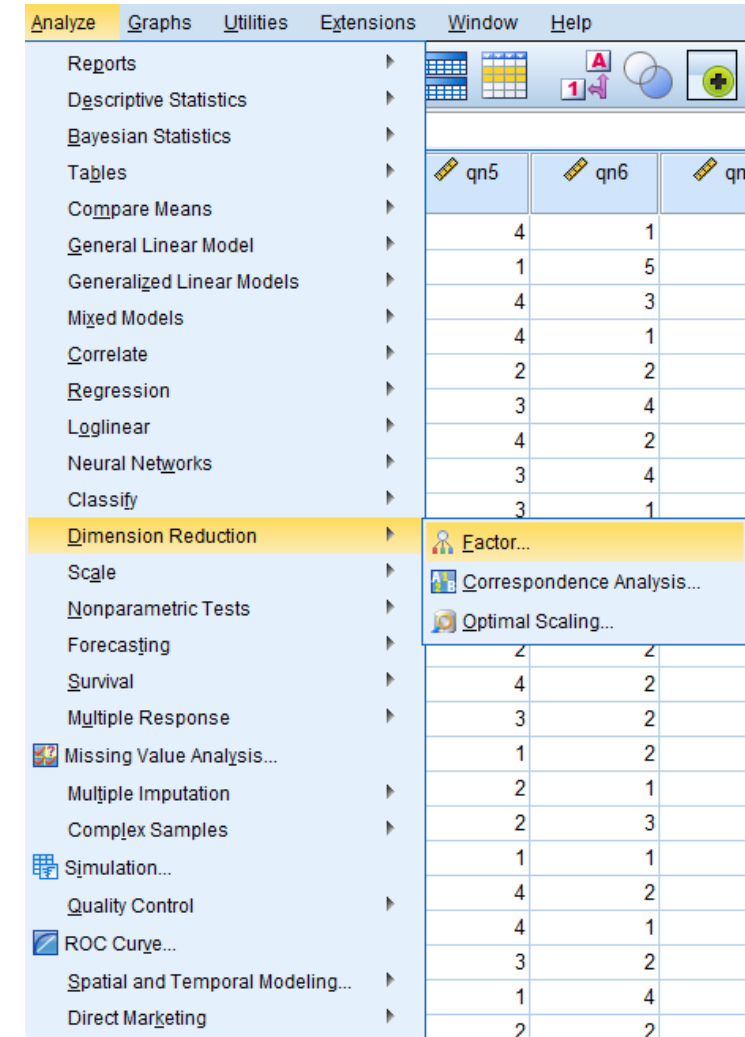 Analyze Graphs Utilities Extensions Window Help
Reports
A
1
Descriptive Statistics
Bayesian Statistics
Tables qn5 qn6 qn
Compare Means
General Linear Model 4 1
Generalized Linear Models 1 5
Mixed Models 4 3
Correlate 4 1
Regression 2 2
Loglinear 3 4
Neural Networks 4 2
Classify 3 4
3 1
Dimension Reduction Factor...
Scale Correspondence Analysis...
Nonparametric Tests Optimal Scaling...
Forecasting 2 2
Survival 4 2
Multiple Response 3 2
Missing Value Analysis... 1 2
Multiple Imputation 2 1
Complex Samples 2 3
Simulation... 1 1
Quality Control 4 2
ROC Curve... 4 1
3 2
Spatial and Temporal Modeling... 1 4
Direct Marketing 2 2